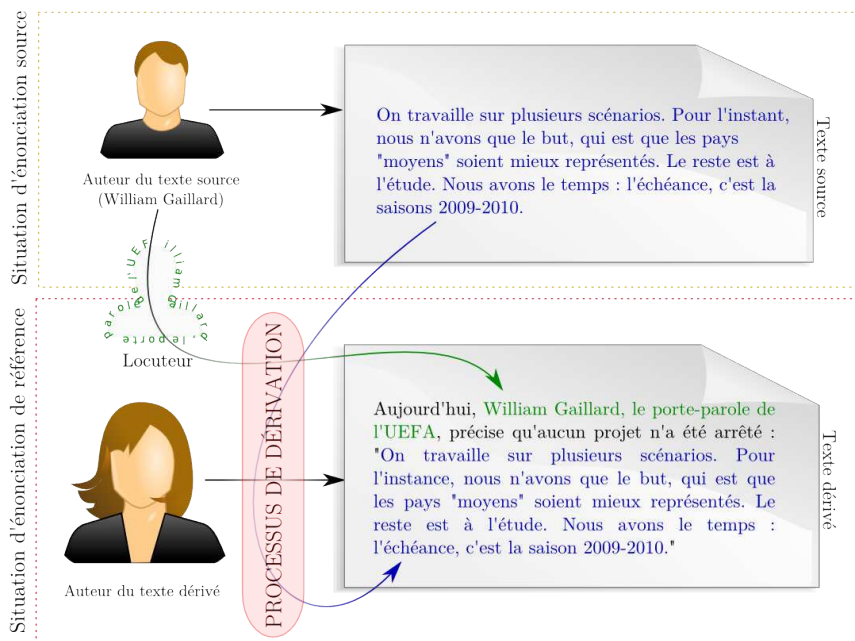 Situation d'énonciation source
Auteur du texte source
(William Gaillard)
On travaille sur plusieurs scénarios. Pour l'instant,
nous n'avons que le but, qui est que les pays
"moyens" soient mieux représentés. Le reste est à
l'étude. Nous avons le temps : l'échéance, c'est la
saisons 2009-2010.
Texte source
illiam Gaillard, le porte parole de l'UEF
Locuteur
Situation d'énonciation de référence
Auteur du texte dérivé
PROCESSUS DE DERIVATION
Aujourd'hui, William Gaillard, le porte-parole de
l'UEFA, précise qu'aucun projet n'a été arrêté :
"On travaille sur plusieurs scénarios. Pour
l'instance, nous n'avons que le but, qui est que
les pays "moyens" soient mieux représentés. Le
reste est à l'étude. Nous avons le temps :
l'échéance, c'est la saison 2009-2010."
Texte dérivé